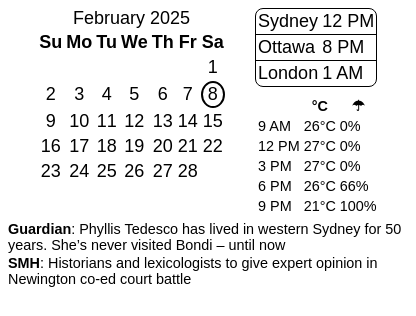 February 2025
Su Mo Tu We Th Fr Sa
1
2 3 4 5 6 7 8
9 10 11 12 13 14 15
16 17 18 19 20 21 22
23 24 25 26 27 28
Sydney 12 PM
Ottawa 8 PM
London 1 AM
°C ☂
9 AM 26°C 0%
12 PM 27°C 0%
3 PM 27°C 0%
6 PM 26°C 66%
9 PM 21°C 100%
Guardian: Phyllis Tedesco has lived in western Sydney for 50
years. She’s never visited Bondi – until now
SMH: Historians and lexicologists to give expert opinion in
Newington co-ed court battle